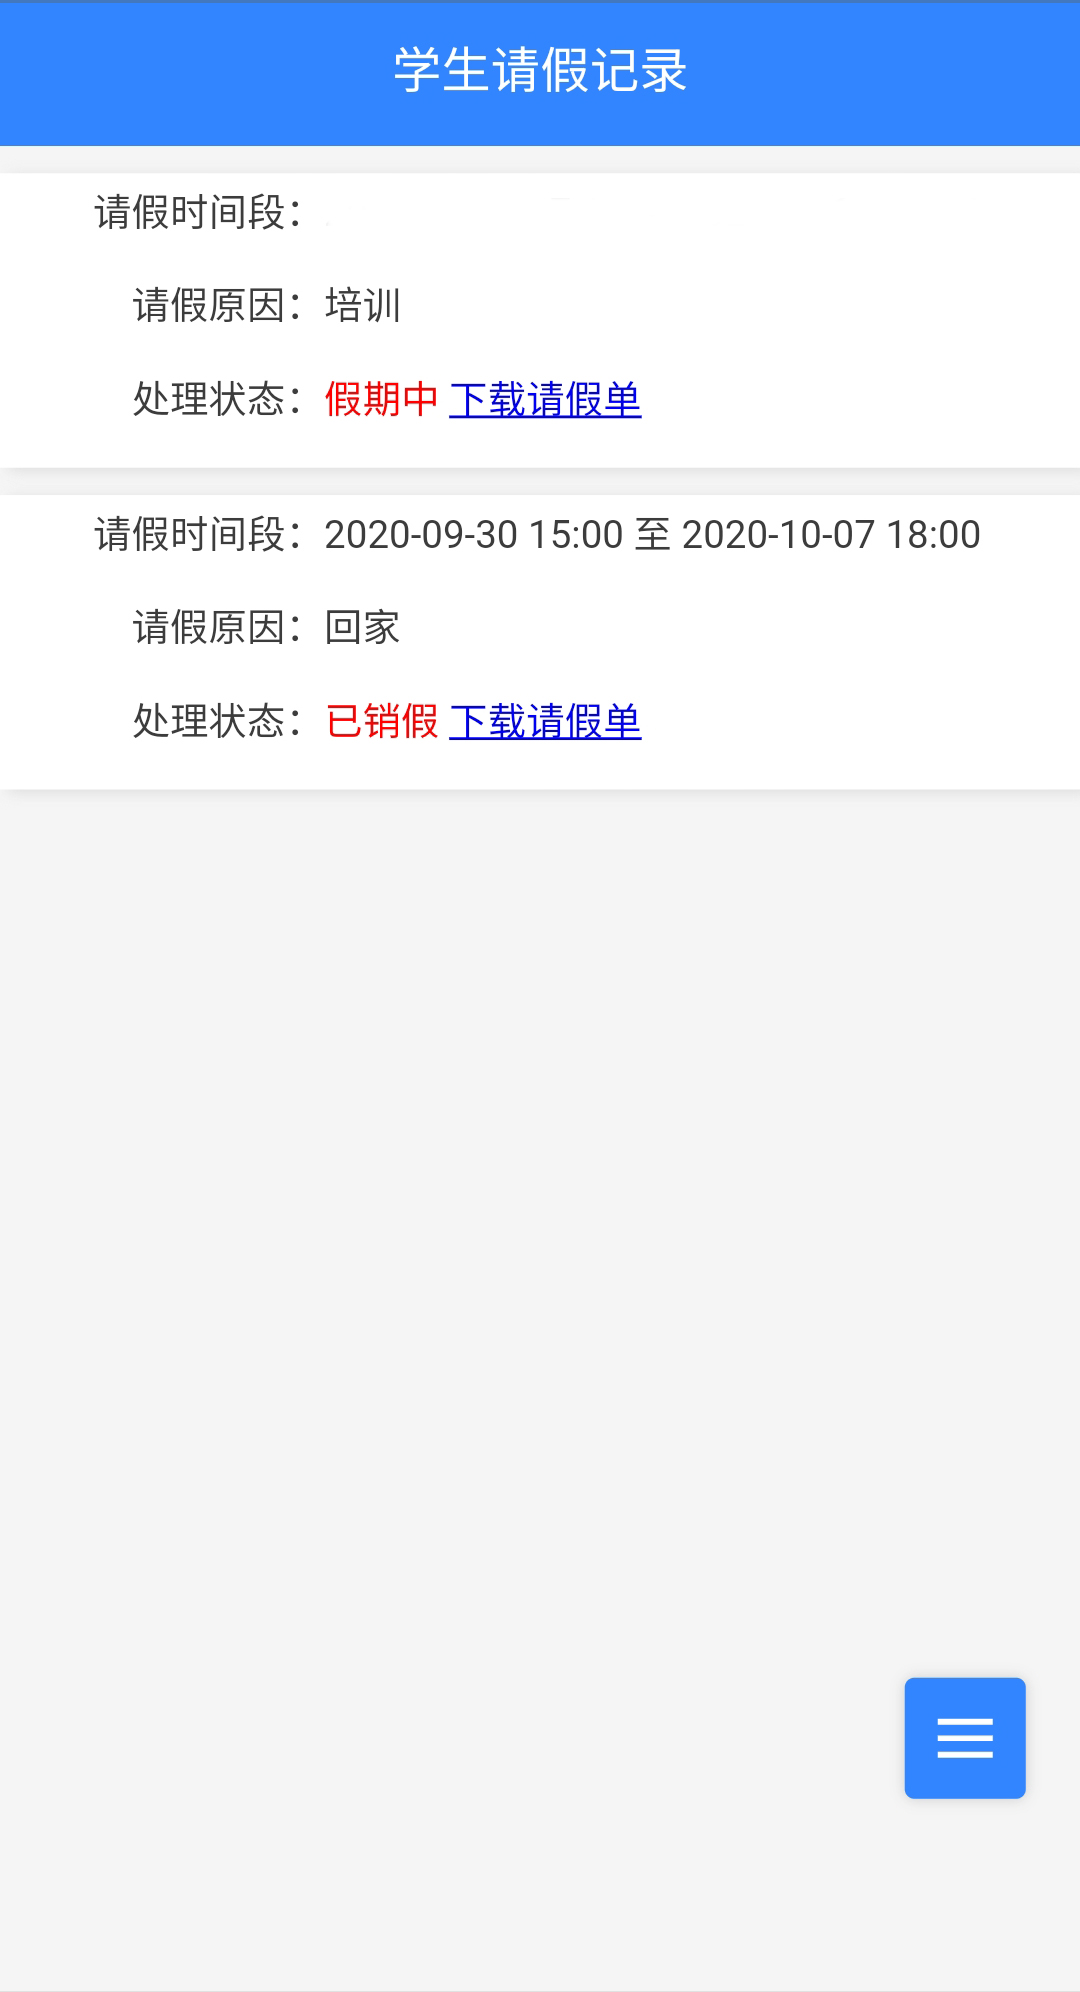 学生请假记录
请假时间段：
请假原因：培训
处理状态：假期中 下载请假单
请假时间段：2020-09-30 15:00 至 2020-10-07 18:00
请假原因：回家
处理状态：已销假 下载请假单